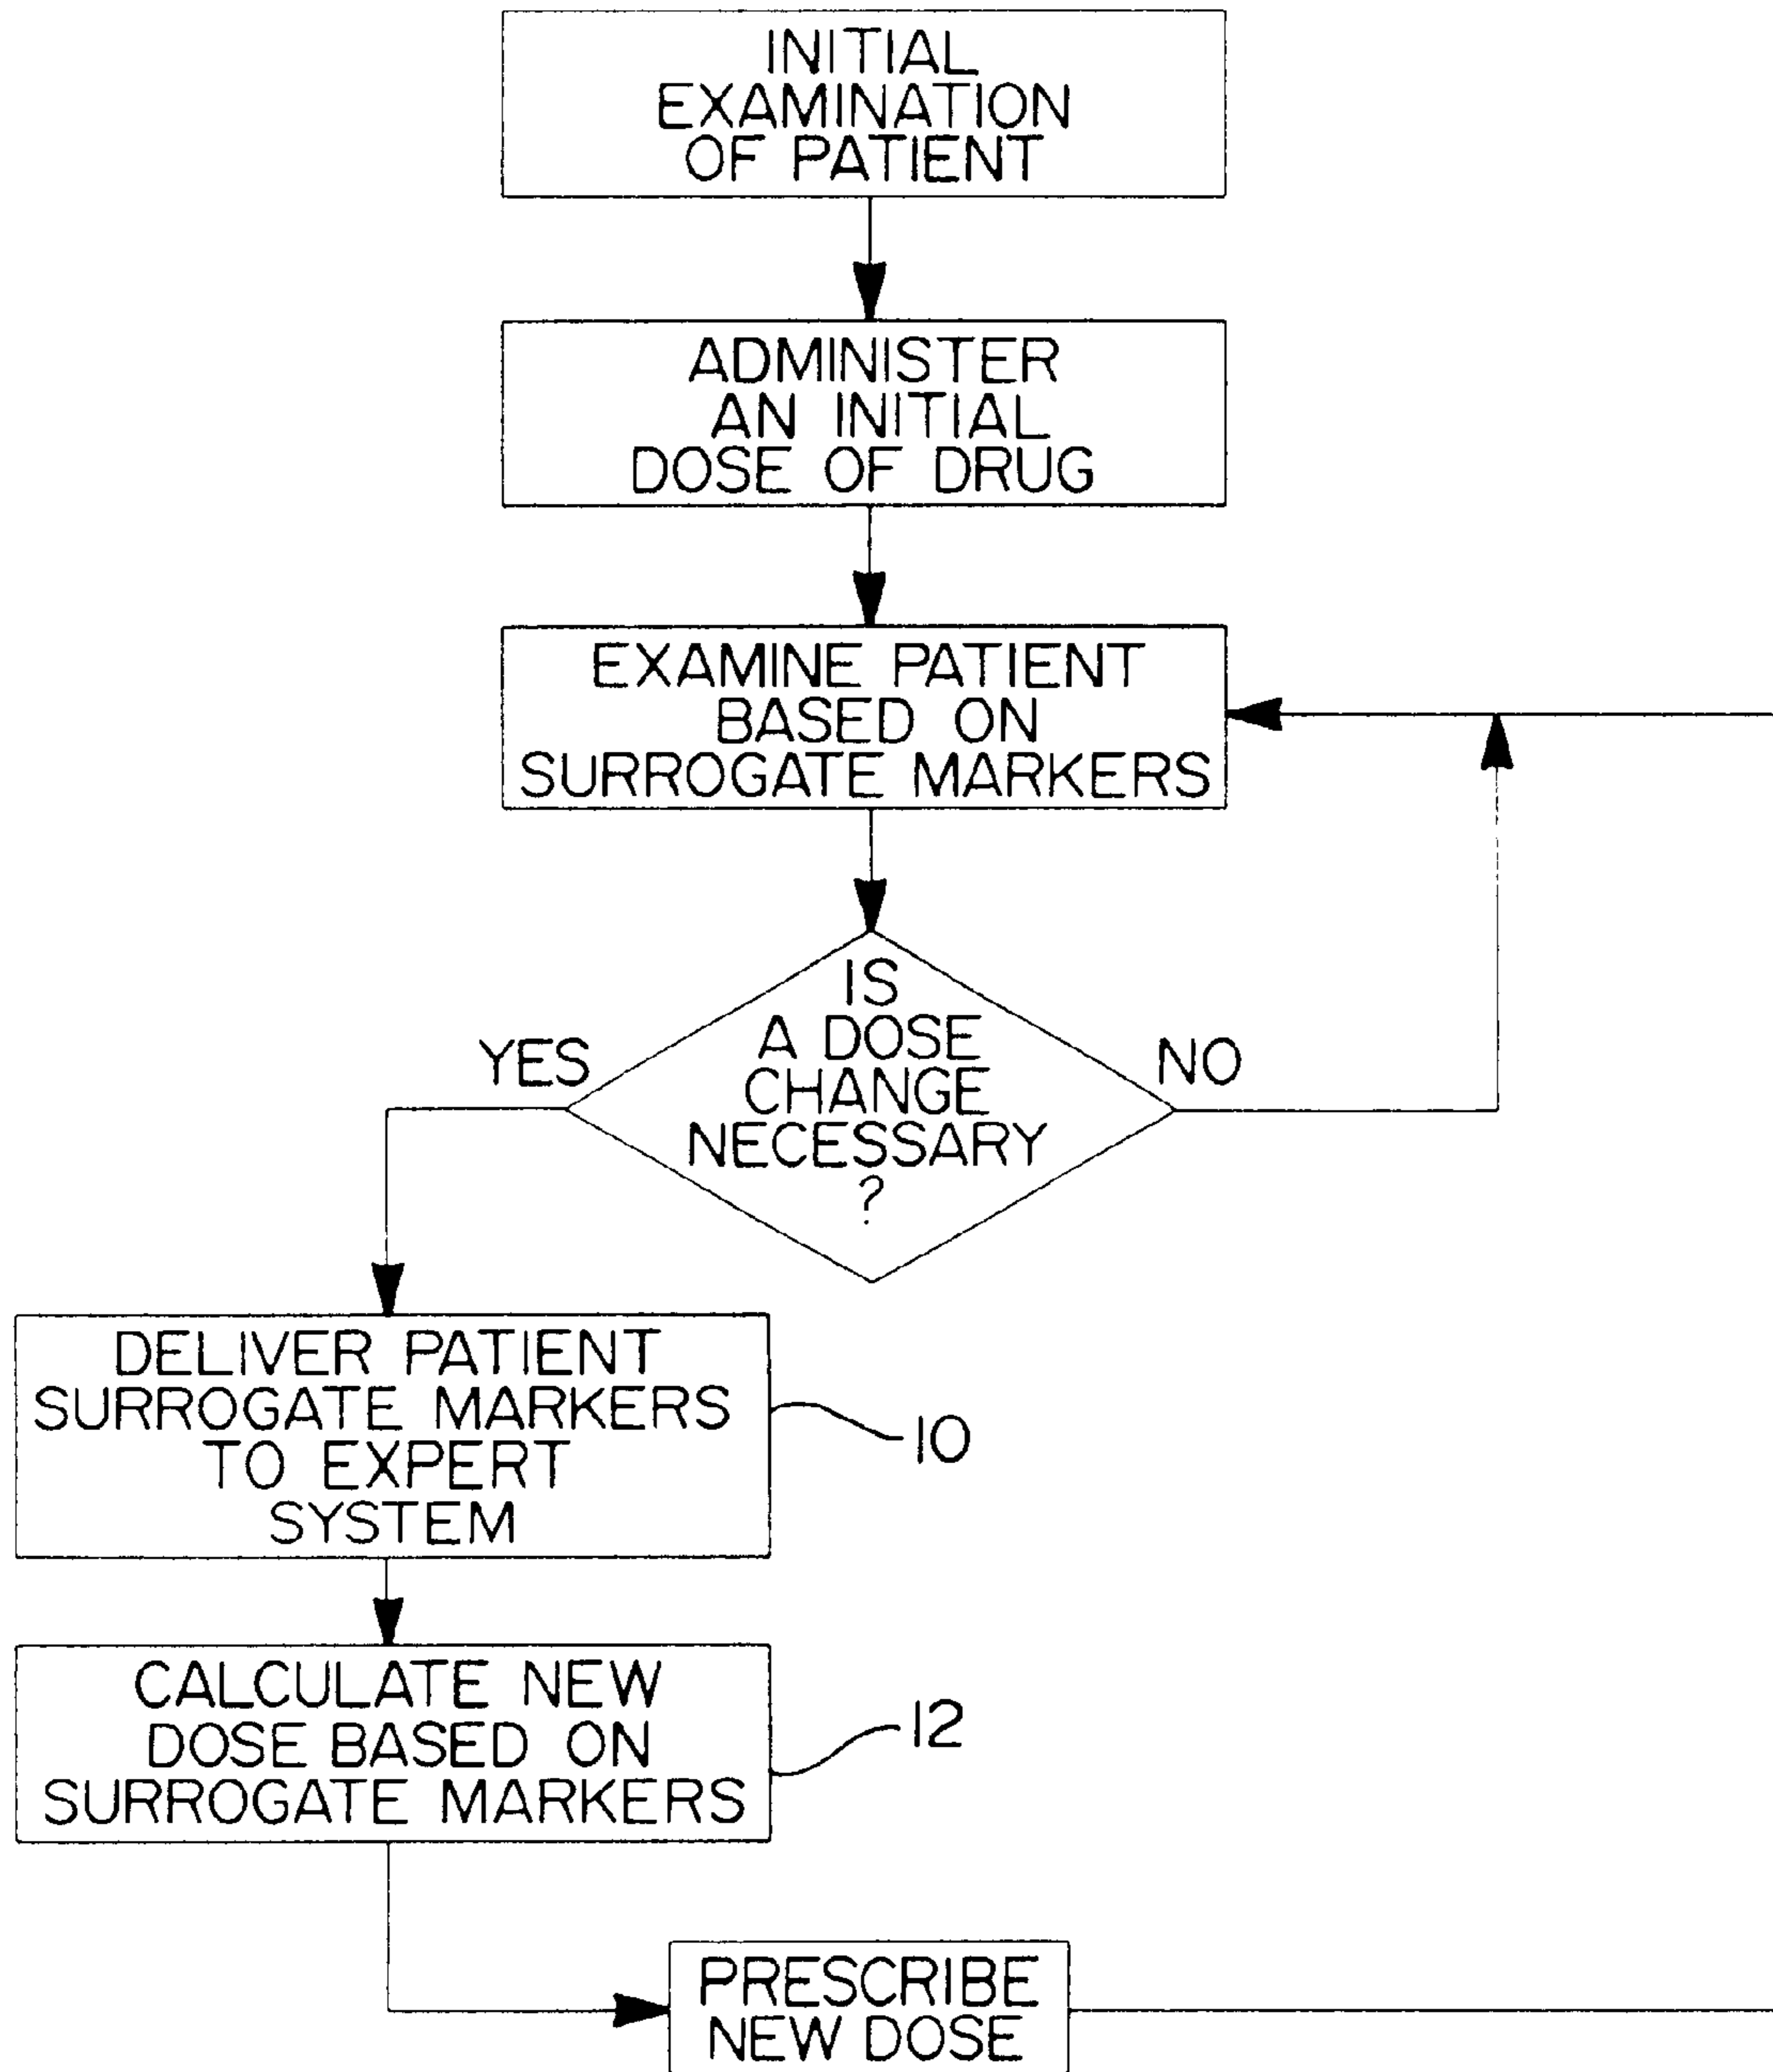 INITIAL
EXAMINATION
OF PATIENT
ADMINISTER
AN INITIAL
DOSE OF DRUG
EXAMINE PATIENT
BASED ON
SURROGATE MARKERS
IS
A DOSE
CHANGE
NECESSARY
?
YES
NO
DELIVER PATIENT
SURROGATE MARKERS
TO EXPERT
SYSTEM
10
CALCULATE NEW
DOSE BASED ON
SURROGATE MARKERS
12
PRESCRIBE
NEW DOSE